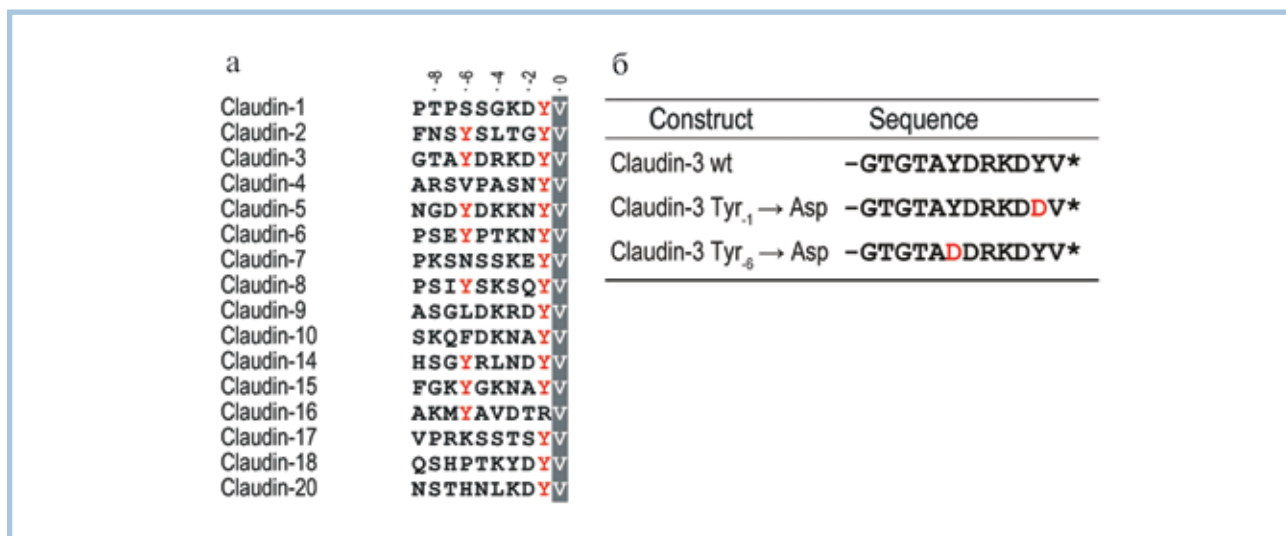 а
-8 -6 -4 -2 -0
Claudin-1 PTPSSGKDYV
Claudin-2 FNSYSLTGYV
Claudin-3 GTAYDRKDYV
Claudin-4 ARSVPASNYV
Claudin-5 NGDYDKKNYV
Claudin-6 PSEYPTKNYV
Claudin-7 PKSNSSKEYV
Claudin-8 PSIYSKSQYV
Claudin-9 ASGLDKRDYV
Claudin-10 SKQFDKNAYV
Claudin-14 HSGYRLNDYV
Claudin-15 FGKYGKNAYV
Claudin-16 AKMYAVDTRV
Claudin-17 VPRKSSTSYV
Claudin-18 QSHPTKYDYV
Claudin-20 NSTHNLKDYV
б
Construct Sequence
Claudin-3 wt –GTGTAYDRKDYV*
Claudin-3 Tyr-1 → Asp –GTGTAYDRKDDV*
Claudin-3 Tyr-6 → Asp –GTGTADDRKDYV*